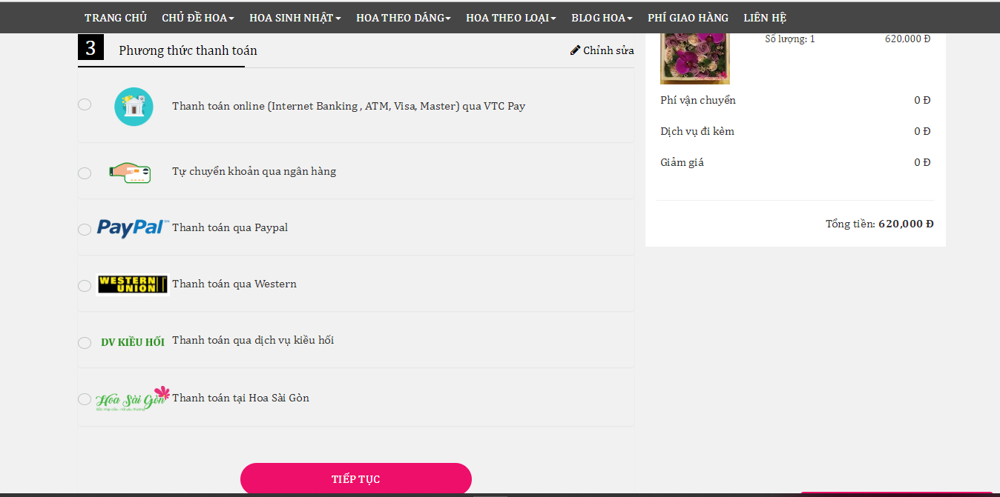 TRANG CHỦ CHỦ ĐỀ HOA HOA SINH NHẬT HOA THEO DÁNG HOA THEO LOẠI BLOG HOA PHÍ GIAO HÀNG LIÊN HỆ
3 Phương thức thanh toán Chỉnh sửa
Thanh toán online (Internet Banking , ATM, Visa, Master) qua VTC Pay
Tự chuyển khoản qua ngân hàng
PayPal™ Thanh toán qua Paypal
WESTERN UNION Thanh toán qua Western
DV KIỀU HỐI Thanh toán qua dịch vụ kiều hối
Hoa Sài Gòn Thanh toán tại Hoa Sài Gòn
TIẾP TỤC
Số lượng: 1 620,000 Đ
Phí vận chuyển 0 Đ
Dịch vụ đi kèm 0 Đ
Giảm giá 0 Đ
Tổng tiền: 620,000 Đ